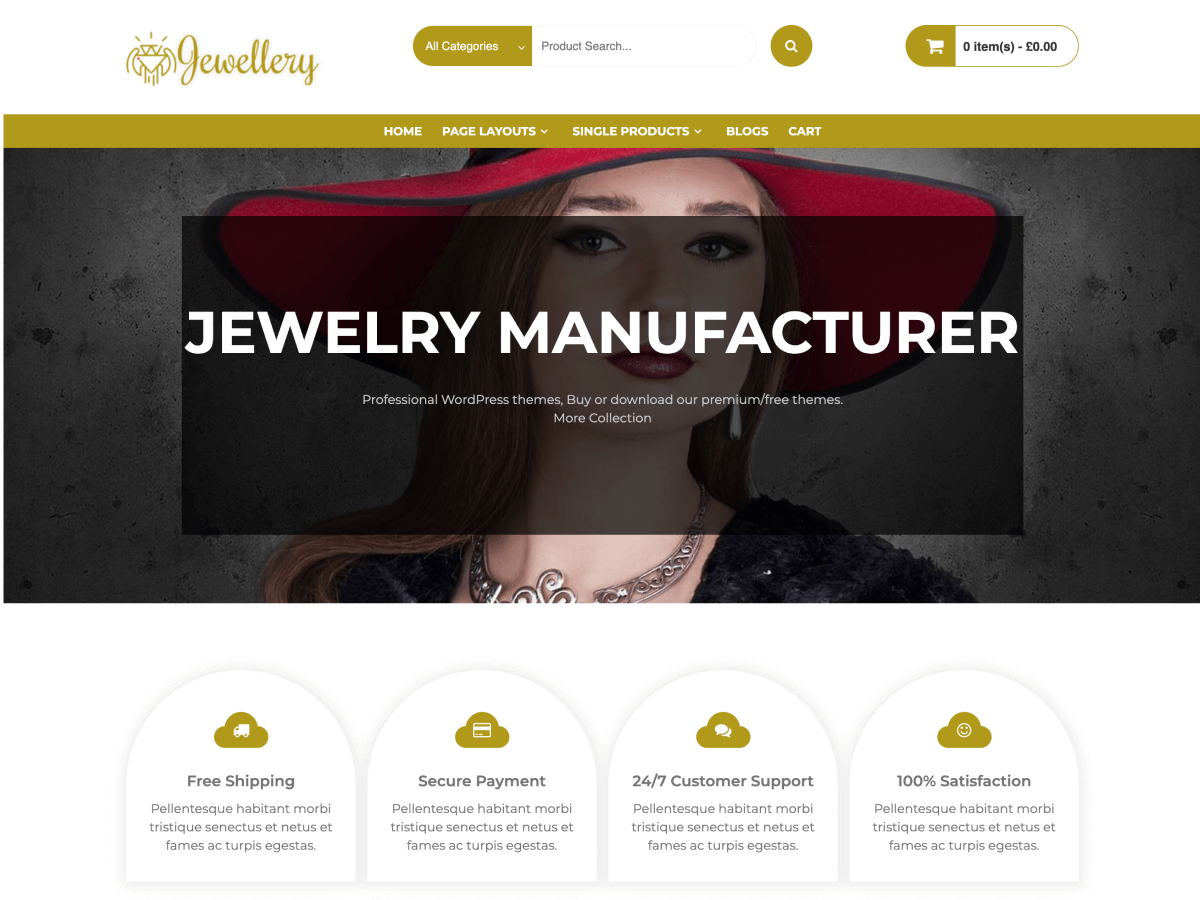 Jewellery
All Categories
Product Search...
0 item(s) - £0.00
HOME PAGE LAYOUTS SINGLE PRODUCTS BLOGS CART
JEWELRY MANUFACTURER
Professional WordPress themes, Buy or download our premium/free themes.
More Collection
Free Shipping
Pellentesque habitant morbi
tristique senectus et netus et
fames ac turpis egestas.
Secure Payment
Pellentesque habitant morbi
tristique senectus et netus et
fames ac turpis egestas.
24/7 Customer Support
Pellentesque habitant morbi
tristique senectus et netus et
fames ac turpis egestas.
100% Satisfaction
Pellentesque habitant morbi
tristique senectus et netus et
fames ac turpis egestas.